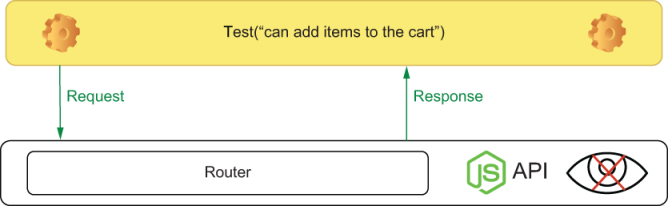 Test(“can add items to the cart”)
Request
Response
Router
JS
API